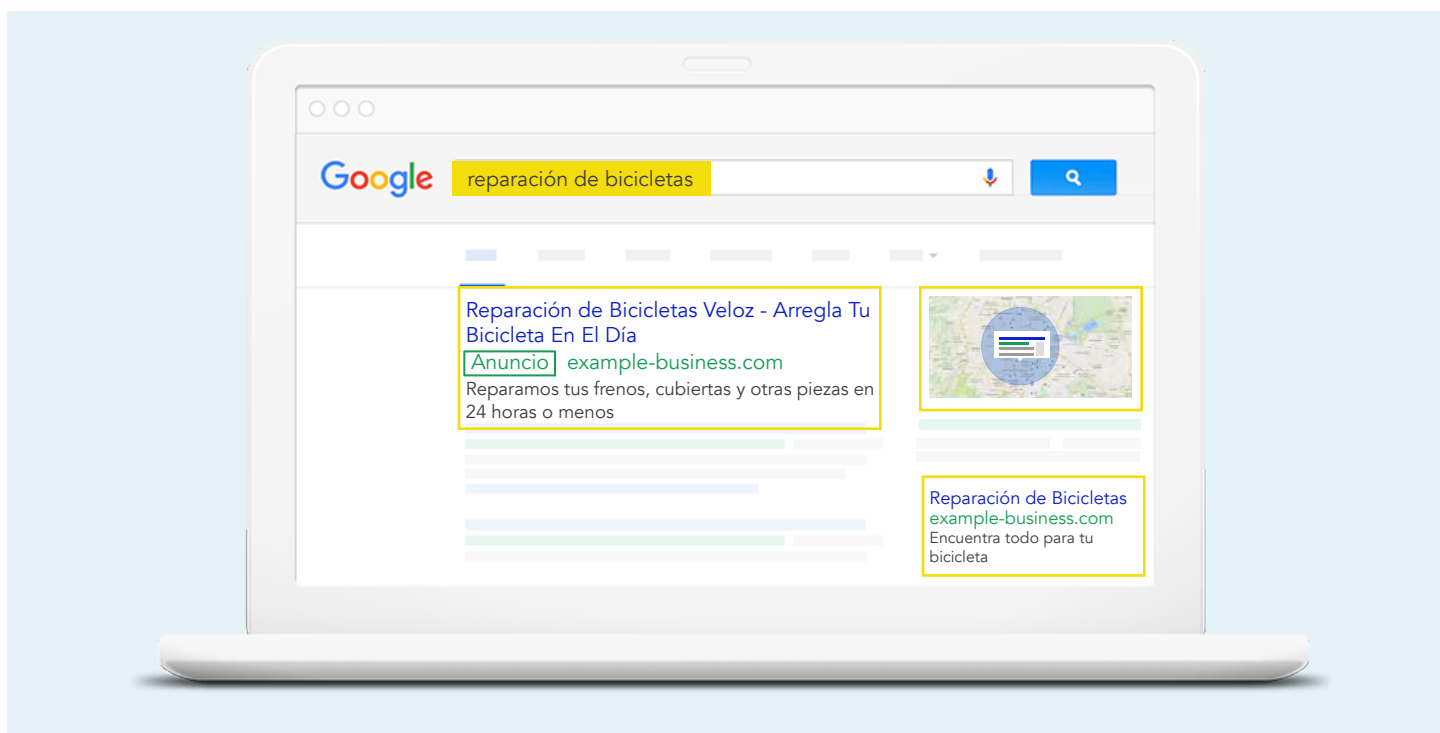 Google
reparación de bicicletas
Reparación de Bicicletas Veloz - Arregla Tu
Bicicleta En El Día
Anuncio example-business.com
Reparamos tus frenos, cubiertas y otras piezas en
24 horas o menos
Reparación de Bicicletas
example-business.com
Encuentra todo para tu
bicicleta